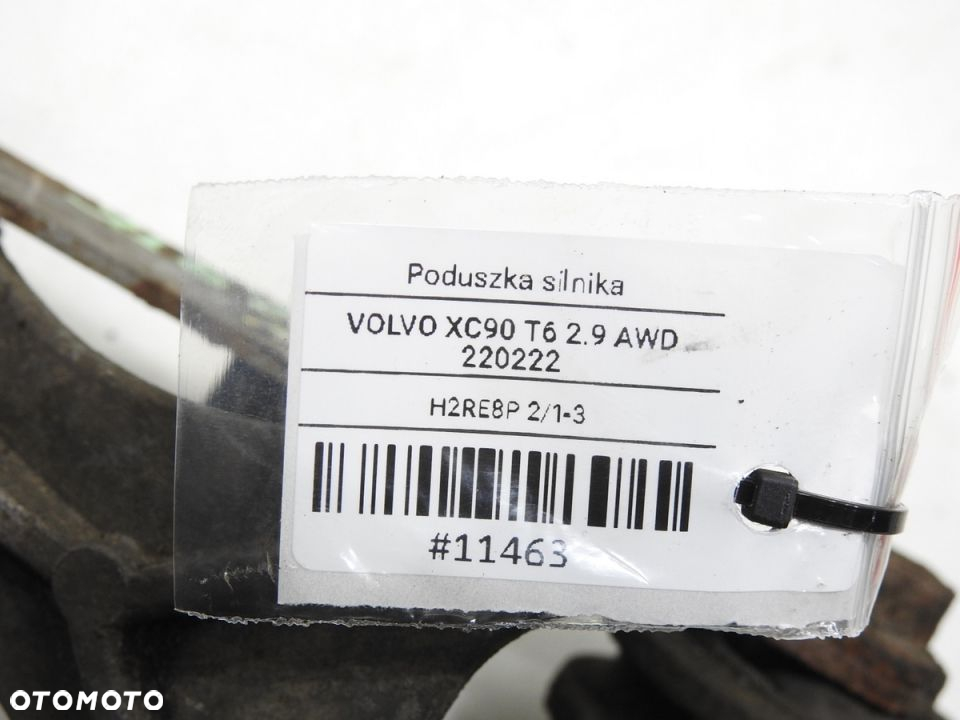 Poduszka silnika
VOLVO XC90 T6 2.9 AWD
220222
H2RE8P 2/1-3
#11463
OTOMOTO